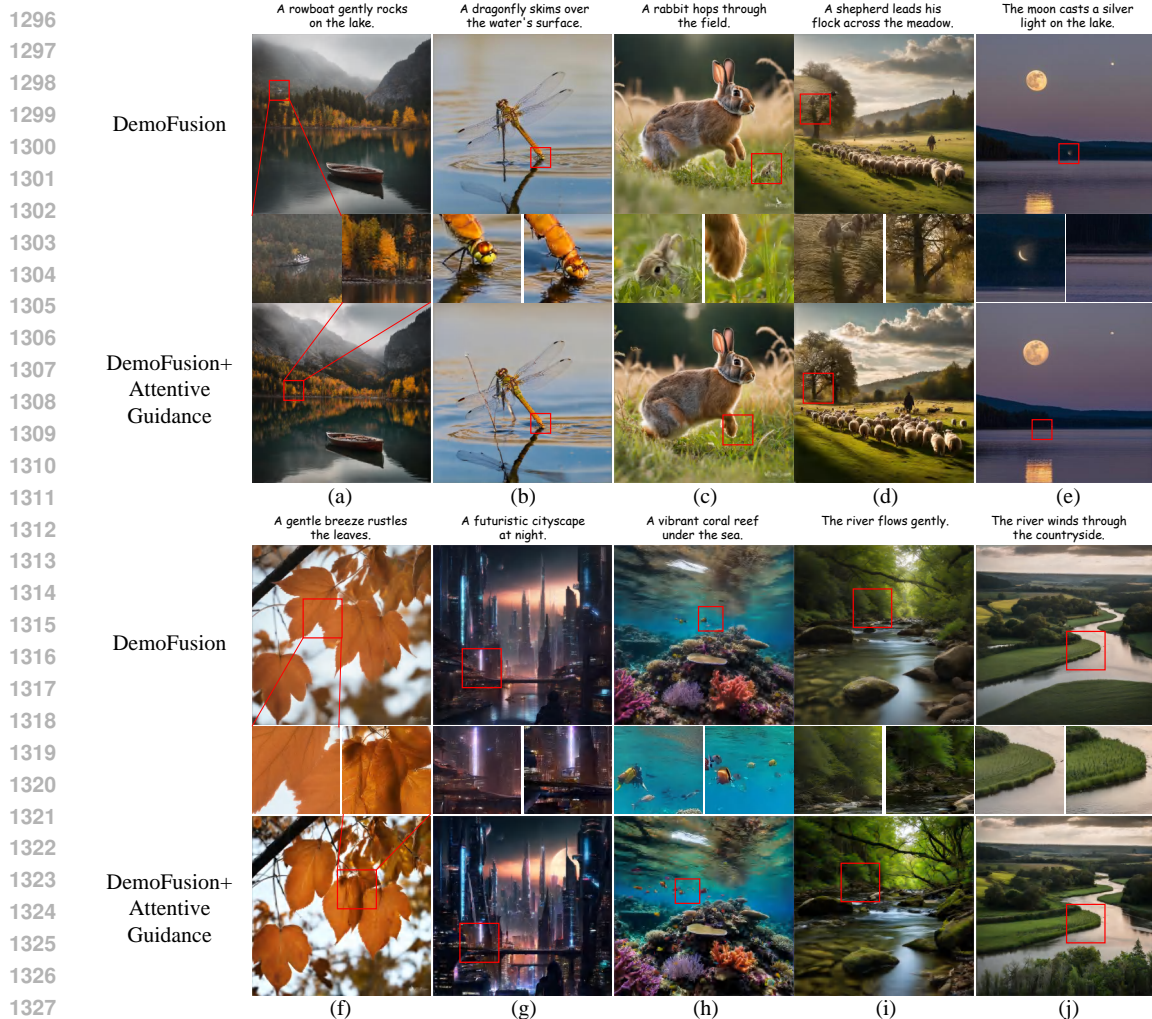 1296
1297
1298
1299
1300
1301
1302
1303
1304
1305
1306
1307
1308
1309
1310
1311
1312
1313
1314
1315
1316
1317
1318
1319
1320
1321
1322
1323
1324
1325
1326
1327
A rowboat gently rocks
on the lake.
A dragonfly skims over
the water's surface.
A rabbit hops through
the field.
A shepherd leads his
flock across the meadow.
The moon casts a silver
light on the lake.
DemoFusion
DemoFusion+
Attentive
Guidance
(a)
(b)
(c)
(d)
(e)
A gentle breeze rustles
the leaves.
A futuristic cityscape
at night.
A vibrant coral reef
under the sea.
The river flows gently.
The river winds through
the countryside.
DemoFusion
DemoFusion+
Attentive
Guidance
(f)
(g)
(h)
(i)
(j)